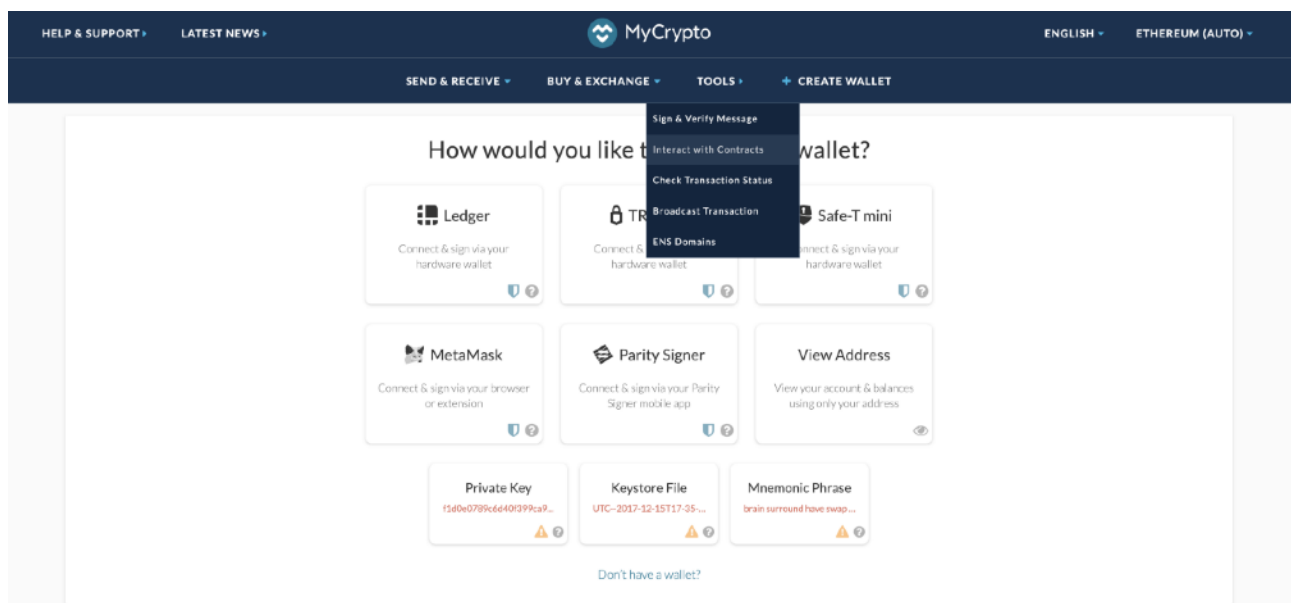 HELP & SUPPORT
LATEST NEWS
MyCrypto
ENGLISH
ETHEREUM (AUTO)
SEND & RECEIVE
BUY & EXCHANGE
TOOLS
+ CREATE WALLET
Sign & Verify Message
Interact with Contracts
Check Transaction Status
Broadcast Transaction
ENS Domains
How would you like t wallet?
Ledger
Connect & sign via your
hardware wallet
TR
Connect &
hardware wallet
Safe-T mini
onnect & sign via your
hardware wallet
MetaMask
Connect & sign via your browser
or extension
Parity Signer
Connect & sign via your Parity
Signer mobile app
View Address
View your account & balances
using only your address
Private Key
f1d0e0789c6d40f399ca9...
Keystore File
UTC--2017-12-15T17-35-...
Mnemonic Phrase
brain surround have swap ...
Don't have a wallet?